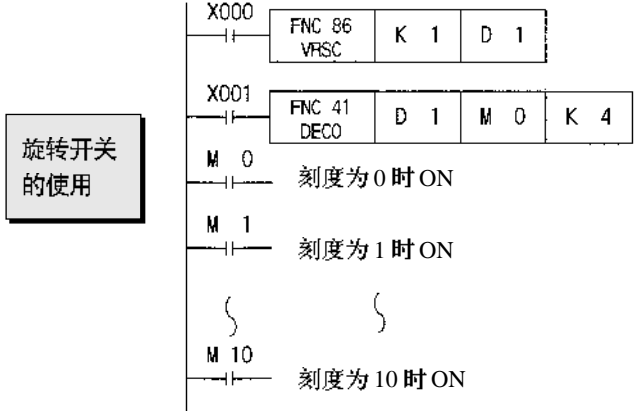 X000
FNC 86 VRSC K 1 D 1
X001
FNC 41 DECO D 1 M 0 K 4
旋转开关
的使用
M 0
刻度为0时ON
M 1
刻度为1时ON
M 10
刻度为10时ON